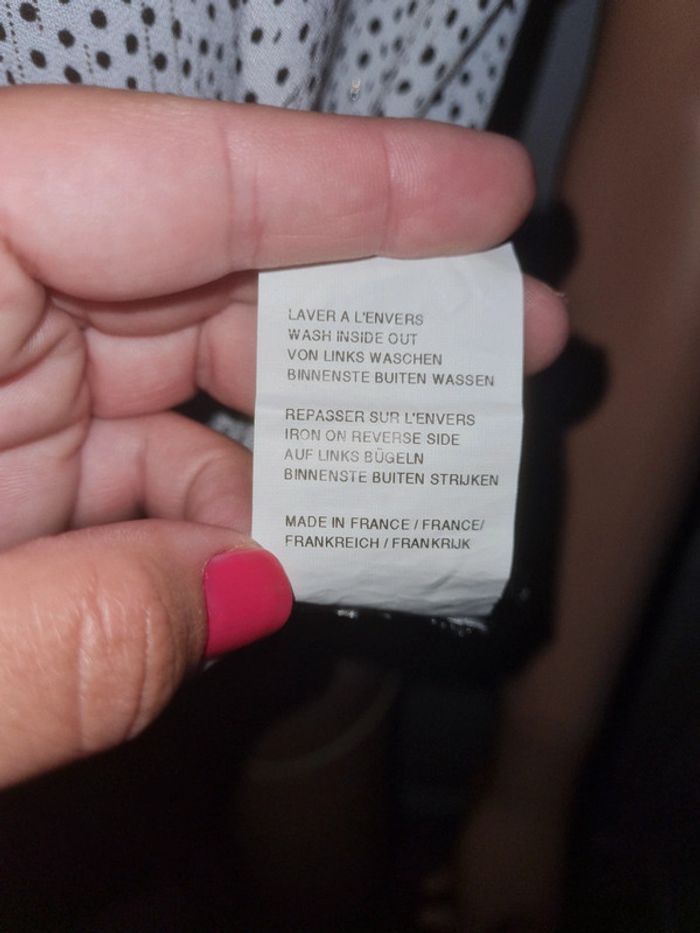 LAVER A L'ENVERS
WASH INSIDE OUT
VON LINKS WASCHEN
BINNENSTE BUITEN WASSEN
REPASSER SUR L'ENVERS
IRON ON REVERSE SIDE
AUF LINKS BÜGELN
BINNENSTE BUITEN STRIJKEN
MADE IN FRANCE / FRANCE/
FRANKREICH / FRANKRIJK